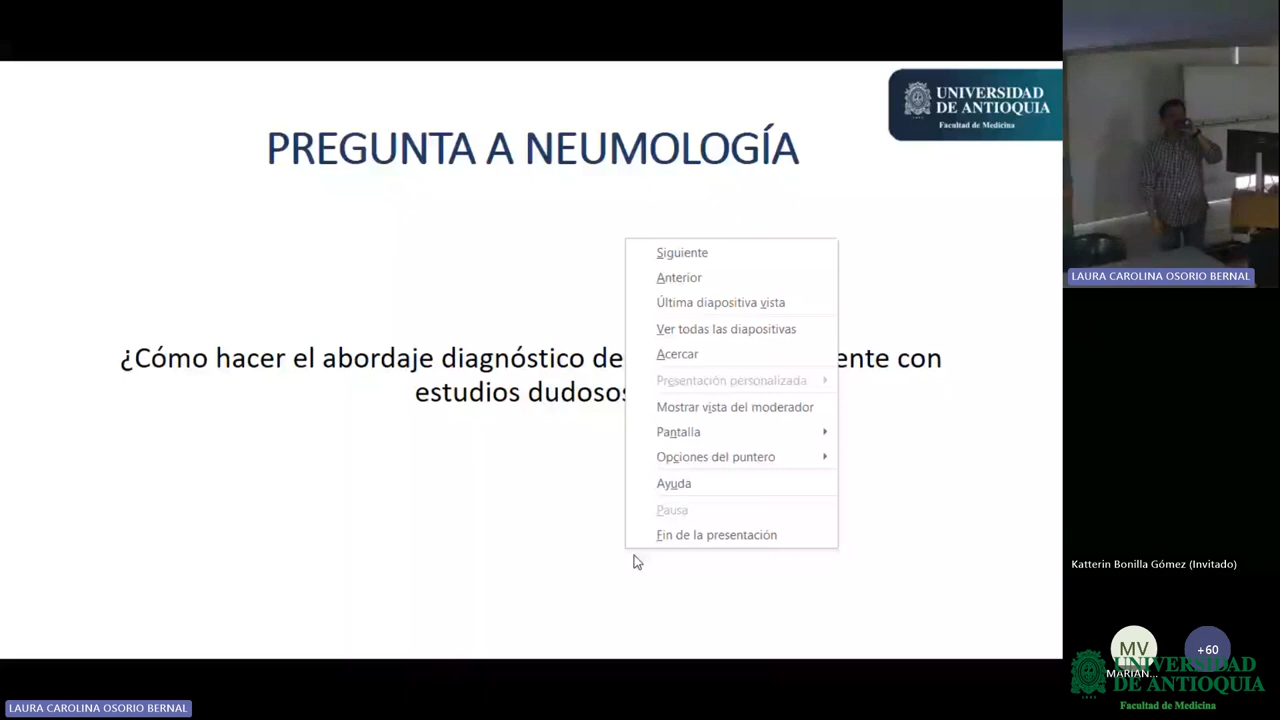 UNIVERSIDAD
DE ANTIOQUIA
Facultad de Medicina
PREGUNTA A NEUMOLOGÍA
¿Cómo hacer el abordaje diagnóstico de
ente con
estudios dudosos
Siguiente
Anterior
Última diapositiva vista
Ver todas las diapositivas
Acercar
Presentación personalizada
Mostrar vista del moderador
Pantalla
Opciones del puntero
Ayuda
Pausa
Fin de la presentación
LAURA CAROLINA OSORIO BERNAL
Katterin Bonilla Gómez (Invitado)
MV
+60
MARIAN...
UNIVERSIDAD
DE ANTIOQUIA
Facultad de Medicina
LAURA CAROLINA OSORIO BERNAL